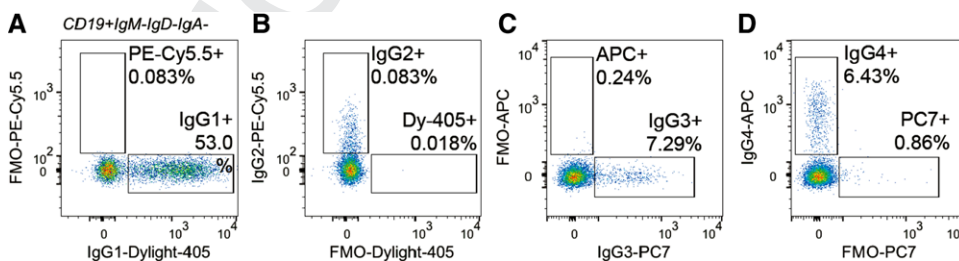 A
CD19+IgM-IgD-IgA-
FMO-PE-Cy5.5
10³
10²
0
PE-Cy5.5+
0.083%
IgG1+
53.0
%
0
10³
10⁴
IgG1-Dylight-405
B
IgG2-PE-Cy5.5
10³
10²
0
IgG2+
0.083%
Dy-405+
0.018%
0
10³
10⁴
FMO-Dylight-405
C
FMO-APC
10⁴
10³
0
APC+
0.24%
IgG3+
7.29%
0
10³
10⁴
IgG3-PC7
D
IgG4-APC
10⁴
10³
0
IgG4+
6.43%
PC7+
0.86%
0
10³
10⁴
FMO-PC7